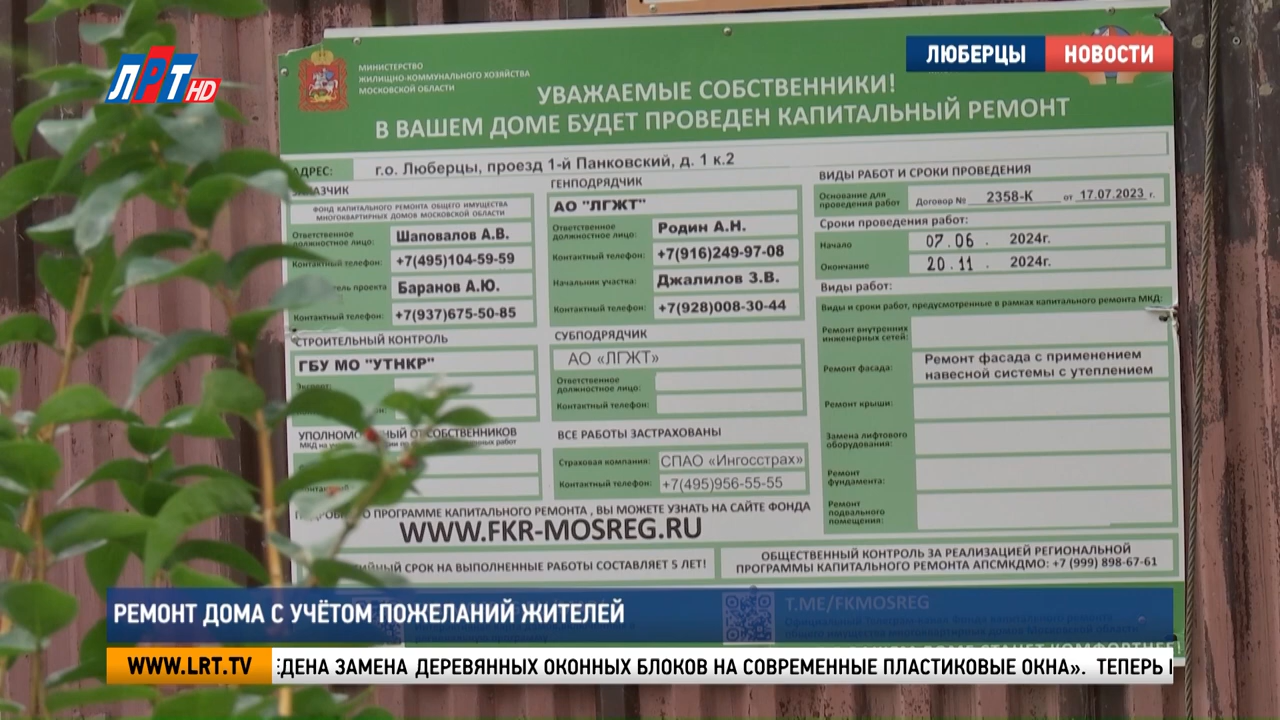 ЛРТ HD
ЛЮБЕРЦЫ НОВОСТИ
МИНИСТЕРСТВО
ЖИЛИЩНО-КОММУНАЛЬНОГО ХОЗЯЙСТВА
МОСКОВСКОЙ ОБЛАСТИ
УВАЖАЕМЫЕ СОБСТВЕННИКИ!
В ВАШЕМ ДОМЕ БУДЕТ ПРОВЕДЕН КАПИТАЛЬНЫЙ РЕМОНТ
АДРЕС: г.о. Люберцы, проезд 1-й Панковский, д. 1 к.2
ЗАКАЗЧИК
ФОНД КАПИТАЛЬНОГО РЕМОНТА ОБЩЕГО ИМУЩЕСТВА
МНОГОКВАРТИРНЫХ ДОМОВ МОСКОВСКОЙ ОБЛАСТИ
Ответственное
должностное лицо: Шаповалов А.В.
Контактный телефон: +7(495)104-59-59
проекта Баранов А.Ю.
Контактный телефон: +7(937)675-50-85
СТРОИТЕЛЬНЫЙ КОНТРОЛЬ
ГБУ МО "УТНКР"
ОТ СОБСТВЕННИКОВ
ГЕНПОДРЯДЧИК
АО "ЛГЖТ"
Ответственное
должностное лицо: Родин А.Н.
Контактный телефон: +7(916)249-97-08
Начальник участка: Джалилов З.В.
Контактный телефон: +7(928)008-30-44
СУБПОДРЯДЧИК
АО «ЛГЖТ»
Ответственное
должностное лицо:
Контактный телефон:
ВСЕ РАБОТЫ ЗАСТРАХОВАНЫ
Страховая компания: СПАО «Ингосстрах»
Контактный телефон: +7(495)956-55-55
ВИДЫ РАБОТ И СРОКИ ПРОВЕДЕНИЯ
Основание для
проведения работ Договор № 2358-К от 17.07.2023 г.
Сроки проведения работ:
Начало 07.06. 2024г.
Окончание 20.11. 2024г.
Виды работ:
Виды и сроки работ, предусмотренные в рамках капитального ремонта МКД:
Ремонт внутренних
инженерных сетей:
Ремонт фасада: Ремонт фасада с применением
навесной системы с утеплением
Ремонт крыши:
Замена лифтового
оборудования:
Ремонт
фундамента:
Ремонт
подвального
помещения:
О ПРОГРАММЕ КАПИТАЛЬНОГО РЕМОНТА , ВЫ МОЖЕТЕ УЗНАТЬ НА САЙТЕ ФОНДА
WWW.FKR-MOSREG.RU
СРОК НА ВЫПОЛНЕННЫЕ РАБОТЫ СОСТАВЛЯЕТ 5 ЛЕТ!
ОБЩЕСТВЕННЫЙ КОНТРОЛЬ ЗА РЕАЛИЗАЦИЕЙ РЕГИОНАЛЬНОЙ
ПРОГРАММЫ КАПИТАЛЬНОГО РЕМОНТА АПСМКДМО: +7 (999) 898-67-61
T.ME/FKMOSREG
РЕМОНТ ДОМА С УЧЁТОМ ПОЖЕЛАНИЙ ЖИТЕЛЕЙ
WWW.LRT.TV ЕДЕНА ЗАМЕНА ДЕРЕВЯННЫХ ОКОННЫХ БЛОКОВ НА СОВРЕМЕННЫЕ ПЛАСТИКОВЫЕ ОКНА». ТЕПЕРЬ